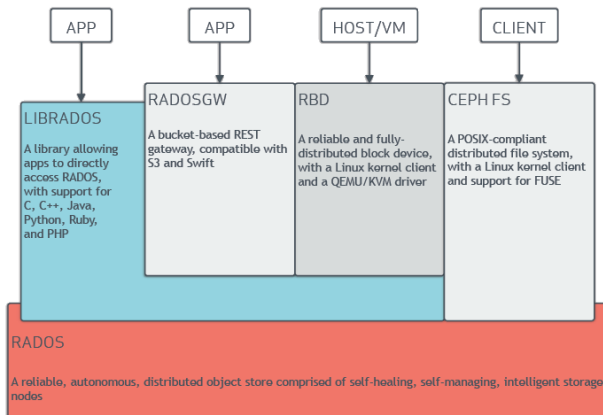 APP
APP
HOST/VM
CLIENT
LIBRADOS
A library allowing
apps to directly
access RADOS,
with support for
C, C++, Java,
Python, Ruby,
and PHP
RADOSGW
A bucket-based REST
gateway, compatible with
S3 and Swift
RBD
A reliable and fully-
distributed block device,
with a Linux kernel client
and a QEMU/KVM driver
CEPH FS
A POSIX-compliant
distributed file system,
with a Linux kernel client
and support for FUSE
RADOS
A reliable, autonomous, distributed object store comprised of self-healing, self-managing, intelligent storage
nodes